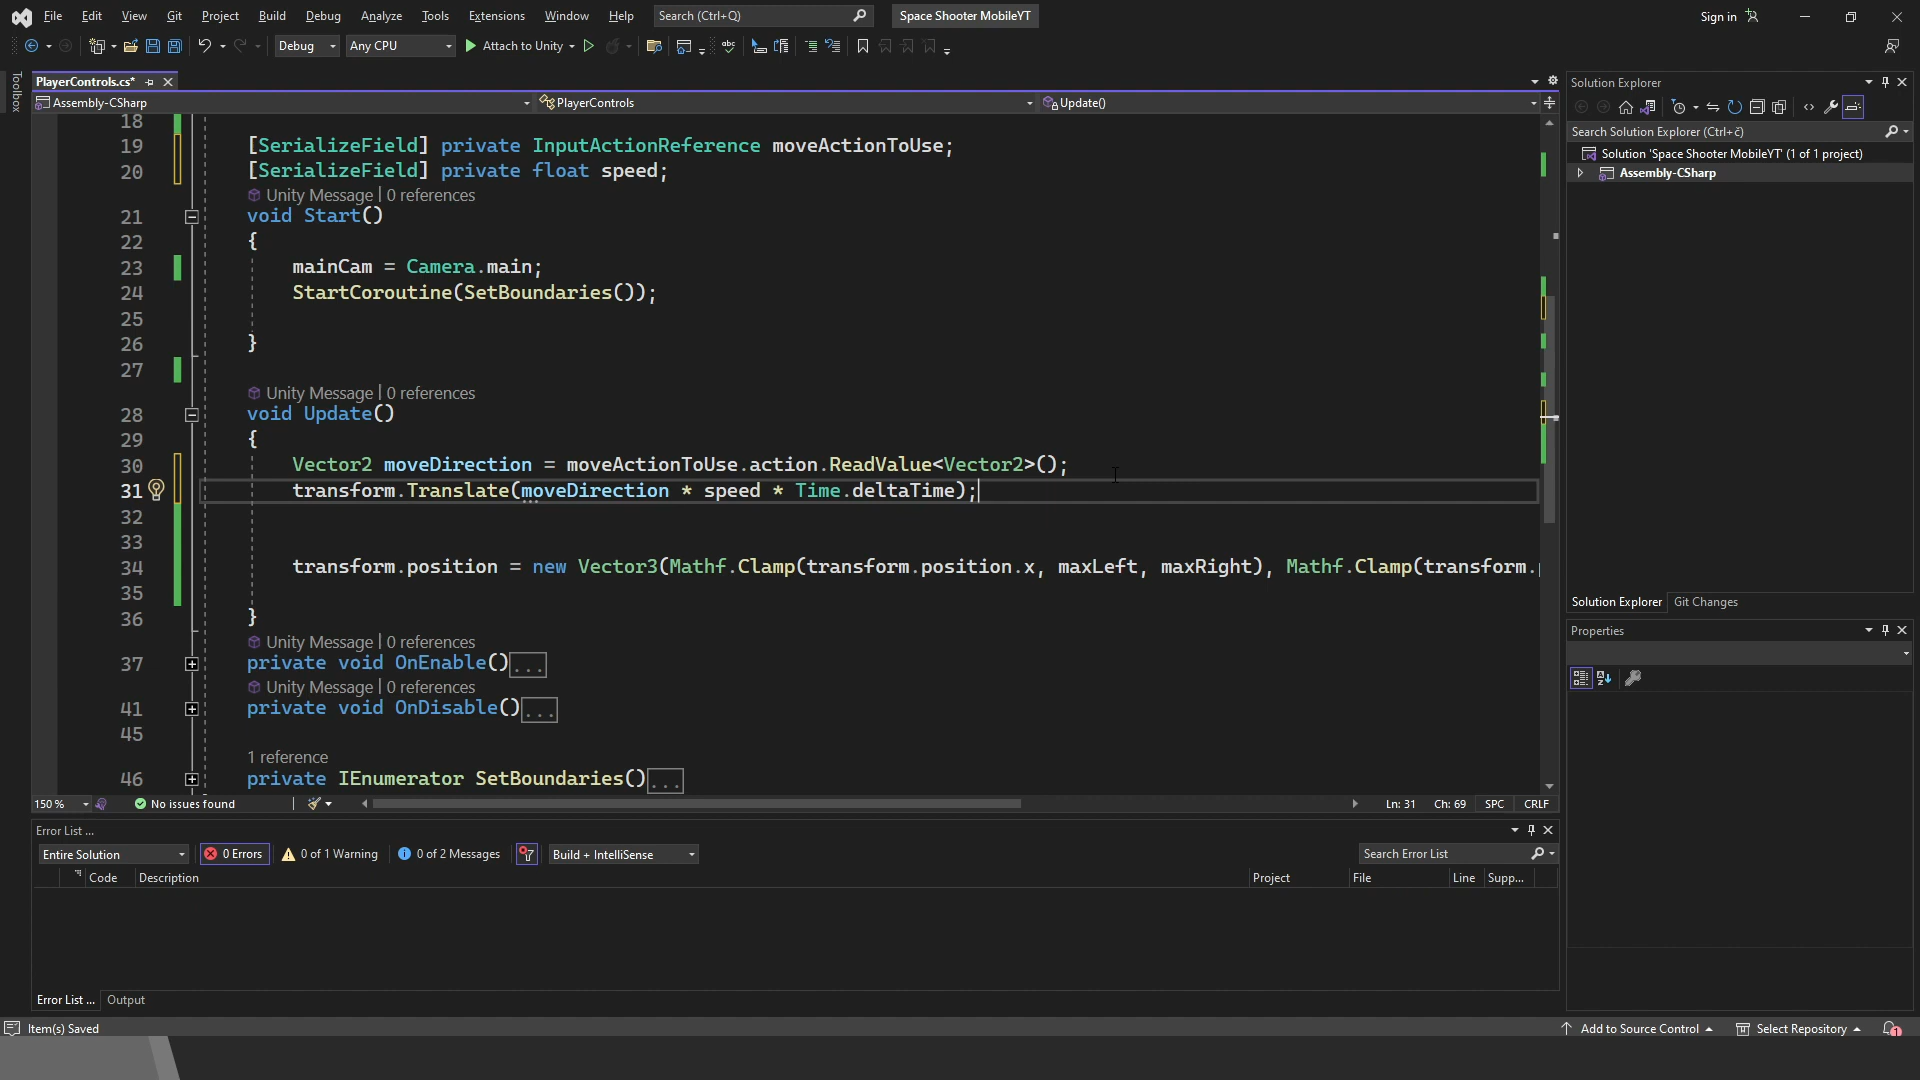 File Edit View Git Project Build Debug Analyze Tools Extensions Window Help Search (Ctrl+Q) Space Shooter MobileYT Sign in
Debug Any CPU Attach to Unity
Toolbox
PlayerControls.cs*
Assembly-CSharp PlayerControls Update()
18
19 [SerializeField] private InputActionReference moveActionToUse;
20 [SerializeField] private float speed;
Unity Message | 0 references
21 void Start()
22 {
23 mainCam = Camera.main;
24 StartCoroutine(SetBoundaries());
25
26 }
27
Unity Message | 0 references
28 void Update()
29 {
30 Vector2 moveDirection = moveActionToUse.action.ReadValue<Vector2>();
31 transform.Translate(moveDirection * speed * Time.deltaTime);
32
33
34 transform.position = new Vector3(Mathf.Clamp(transform.position.x, maxLeft, maxRight), Mathf.Clamp(transform.
35
36 }
Unity Message | 0 references
37 private void OnEnable()...
Unity Message | 0 references
41 private void OnDisable()...
45
1 reference
46 private IEnumerator SetBoundaries()...
150 % No issues found Ln: 31 Ch: 69 SPC CRLF
Error List ...
Entire Solution 0 Errors 0 of 1 Warning 0 of 2 Messages Build + IntelliSense Search Error List
Code Description Project File Line Supp...
Error List ... Output
Item(s) Saved Add to Source Control Select Repository 1
Solution Explorer
Search Solution Explorer (Ctrl+č)
Solution 'Space Shooter MobileYT' (1 of 1 project)
Assembly-CSharp
Solution Explorer Git Changes
Properties